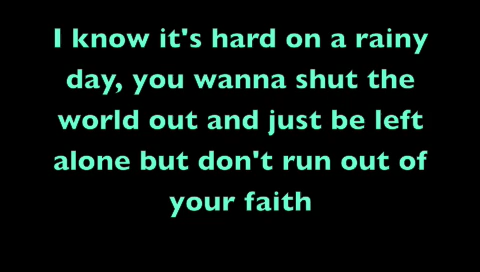 I know it's hard on a rainy
day, you wanna shut the
world out and just be left
alone but don't run out of
your faith